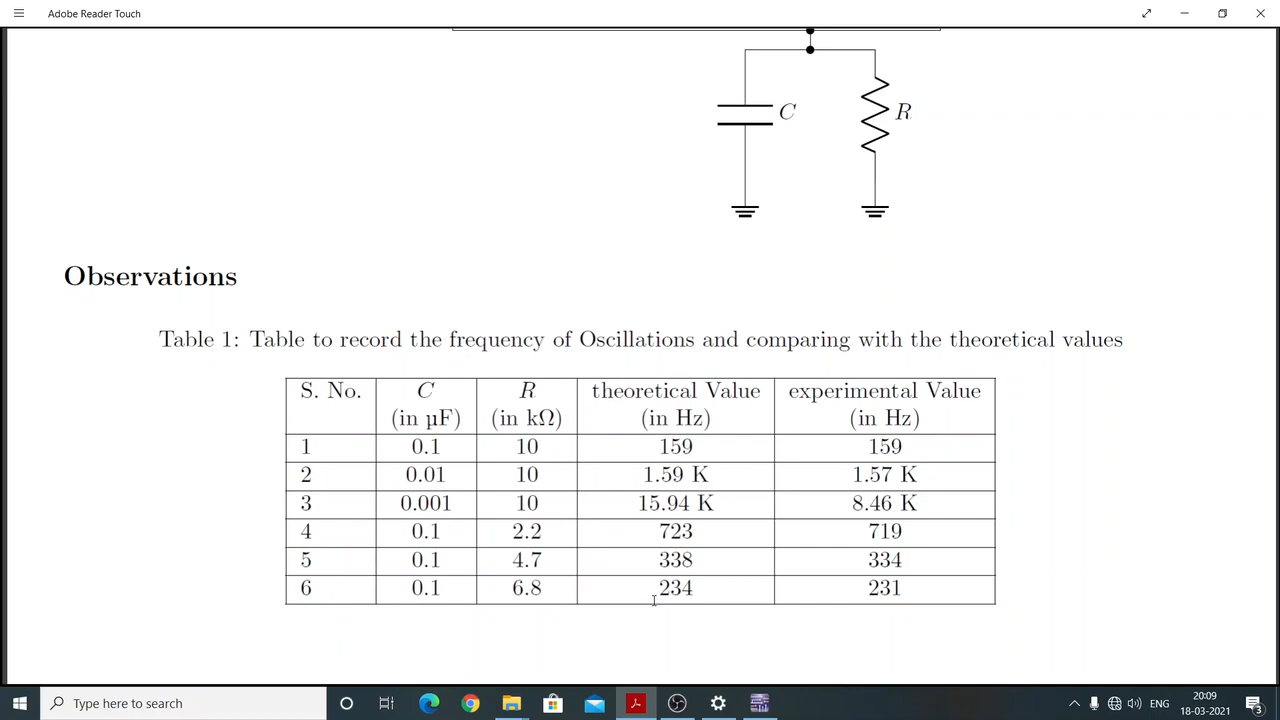 Adobe Reader Touch
C
R
Observations
Table 1: Table to record the frequency of Oscillations and comparing with the theoretical values
S. No. C R theoretical Value experimental Value
(in µF) (in kΩ) (in Hz) (in Hz)
1 0.1 10 159 159
2 0.01 10 1.59 K 1.57 K
3 0.001 10 15.94 K 8.46 K
4 0.1 2.2 723 719
5 0.1 4.7 338 334
6 0.1 6.8 234 231
Type here to search
ENG
20:09
18-03-2021
3